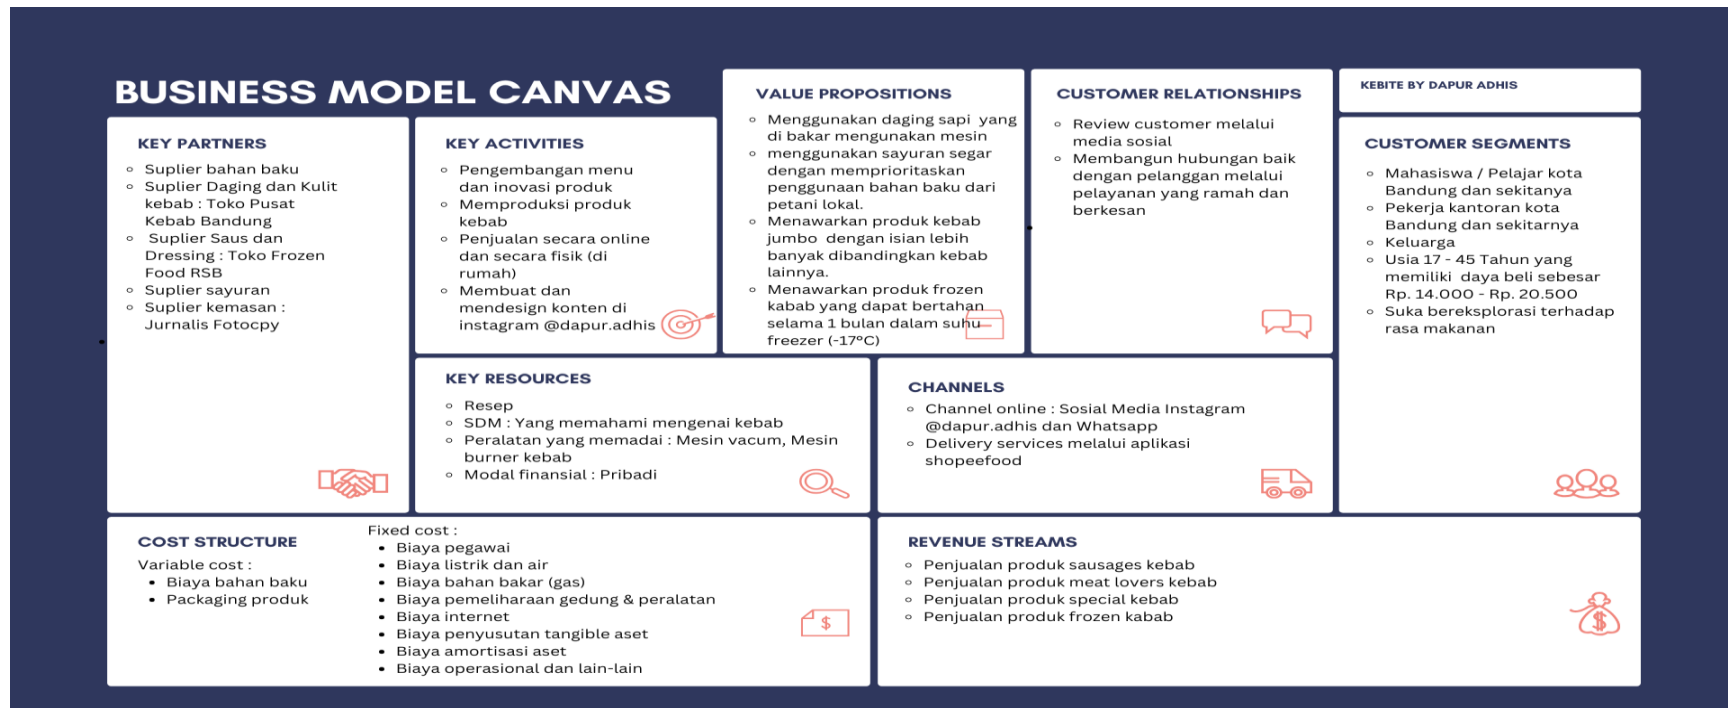 BUSINESS MODEL CANVAS
KEBITE BY DAPUR ADHIS
KEY PARTNERS
Suplier bahan baku
Suplier Daging dan Kulit
kebab : Toko Pusat
Kebab Bandung
Suplier Saus dan
Dressing : Toko Frozen
Food RSB
Suplier sayuran
Suplier kemasan :
Jurnalis Fotocpy
KEY ACTIVITIES
Pengembangan menu
dan inovasi produk
Memproduksi produk
kebab
Penjualan secara online
dan secara fisik (di
rumah)
Membuat dan
mendesign konten di
instagram @dapur.adhis
VALUE PROPOSITIONS
Menggunakan daging sapi yang
di bakar mengunakan mesin
menggunakan sayuran segar
dengan memprioritaskan
penggunaan bahan baku dari
petani lokal.
Menawarkan produk kebab
jumbo dengan isian lebih
banyak dibandingkan kebab
lainnya.
Menawarkan produk frozen
kabab yang dapat bertahan
selama 1 bulan dalam suhu
freezer (-17°C)
CUSTOMER RELATIONSHIPS
Review customer melalui
media sosial
Membangun hubungan baik
dengan pelanggan melalui
pelayanan yang ramah dan
berkesan
CUSTOMER SEGMENTS
Mahasiswa / Pelajar kota
Bandung dan sekitanya
Pekerja kantoran kota
Bandung dan sekitarnya
Keluarga
Usia 17 - 45 Tahun yang
memiliki daya beli sebesar
Rp. 14.000 - Rp. 20.500
Suka bereksplorasi terhadap
rasa makanan
KEY RESOURCES
Resep
SDM : Yang memahami mengenai kebab
Peralatan yang memadai : Mesin vacum, Mesin
burner kebab
Modal finansial : Pribadi
CHANNELS
Channel online : Sosial Media Instagram
@dapur.adhis dan Whatsapp
Delivery services melalui aplikasi
shopeefood
COST STRUCTURE
Variable cost :
Biaya bahan baku
Packaging produk
Fixed cost :
Biaya pegawai
Biaya listrik dan air
Biaya bahan bakar (gas)
Biaya pemeliharaan gedung & peralatan
Biaya internet
Biaya penyusutan tangible aset
Biaya amortisasi aset
Biaya operasional dan lain-lain
$
REVENUE STREAMS
Penjualan produk sausages kebab
Penjualan produk meat lovers kebab
Penjualan produk special kebab
Penjualan produk frozen kabab
$